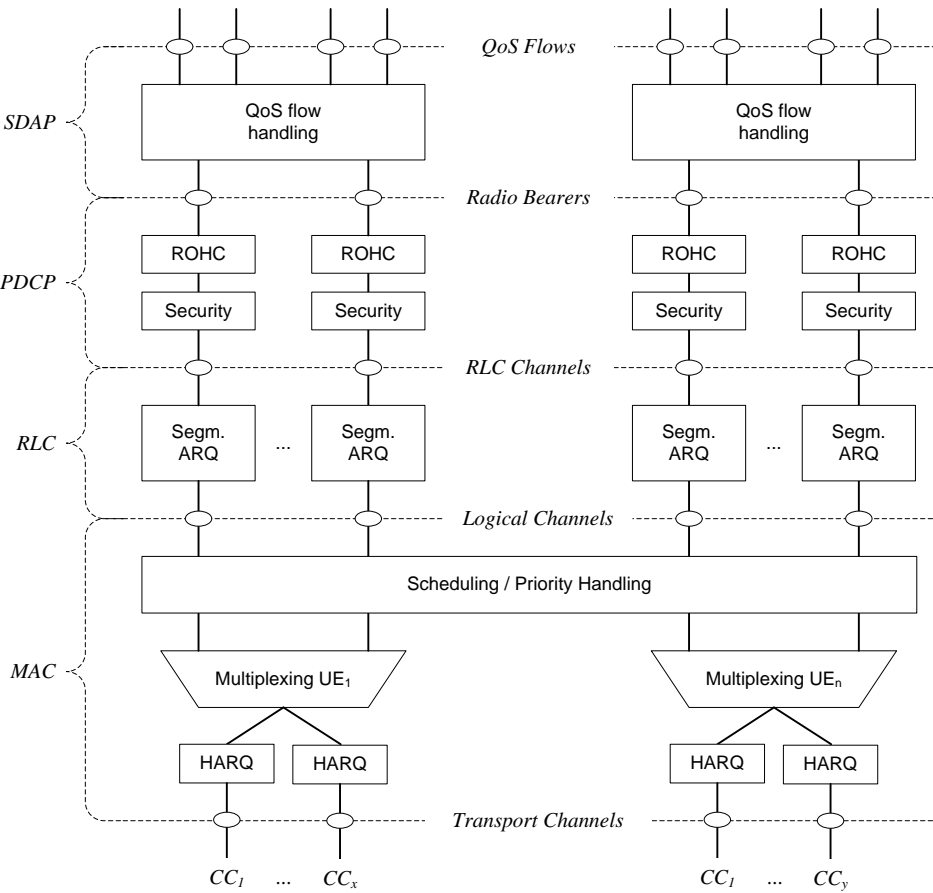 QoS Flows
SDAP
QoS flow
handling
QoS flow
handling
Radio Bearers
PDCP
ROHC ROHC ROHC ROHC
Security Security Security Security
RLC Channels
RLC
Segm.
ARQ
...
Segm.
ARQ
Segm.
ARQ
...
Segm.
ARQ
Logical Channels
MAC
Scheduling / Priority Handling
Multiplexing UE₁ Multiplexing UEₙ
HARQ HARQ HARQ HARQ
Transport Channels
CC₁ ... CCₓ CC₁ ... CCy